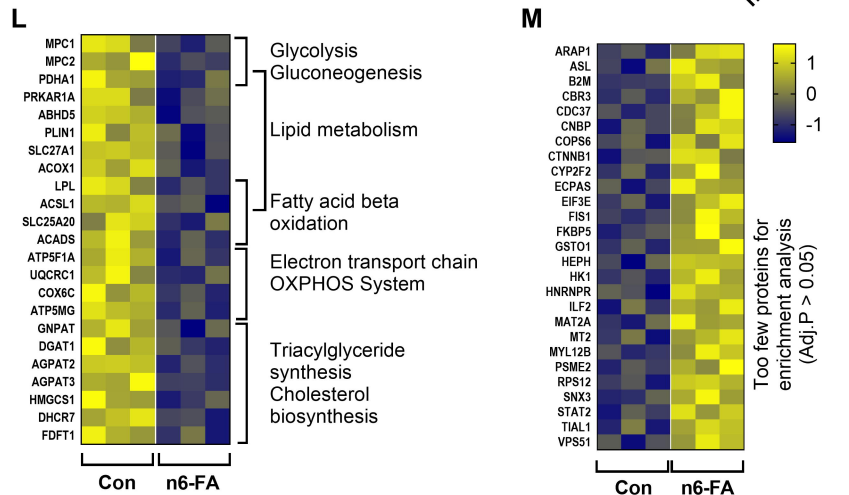 L
MPC1
MPC2
PDHA1
PRKAR1A
ABHD5
PLIN1
SLC27A1
ACOX1
LPL
ACSL1
SLC25A20
ACADS
ATP5F1A
UQCRC1
COX6C
ATP5MG
GNPAT
DGAT1
AGPAT2
AGPAT3
HMGCS1
DHCR7
FDFT1
Glycolysis
Gluconeogenesis
Lipid metabolism
Fatty acid beta
oxidation
Electron transport chain
OXPHOS System
Triacylglyceride
synthesis
Cholesterol
biosynthesis
Con
n6-FA
M
ARAP1
ASL
B2M
CBR3
CDC37
CNBP
COPS6
CTNNB1
CYP2F2
ECPAS
EIF3E
FIS1
FKBP5
GSTO1
HEPH
HK1
HNRNPR
ILF2
MAT2A
MT2
MYL12B
PSME2
RPS12
SNX3
STAT2
TIAL1
VPS51
Con
n6-FA
1
0
-1
Too few proteins for
enrichment analysis
(Adj.P > 0.05)